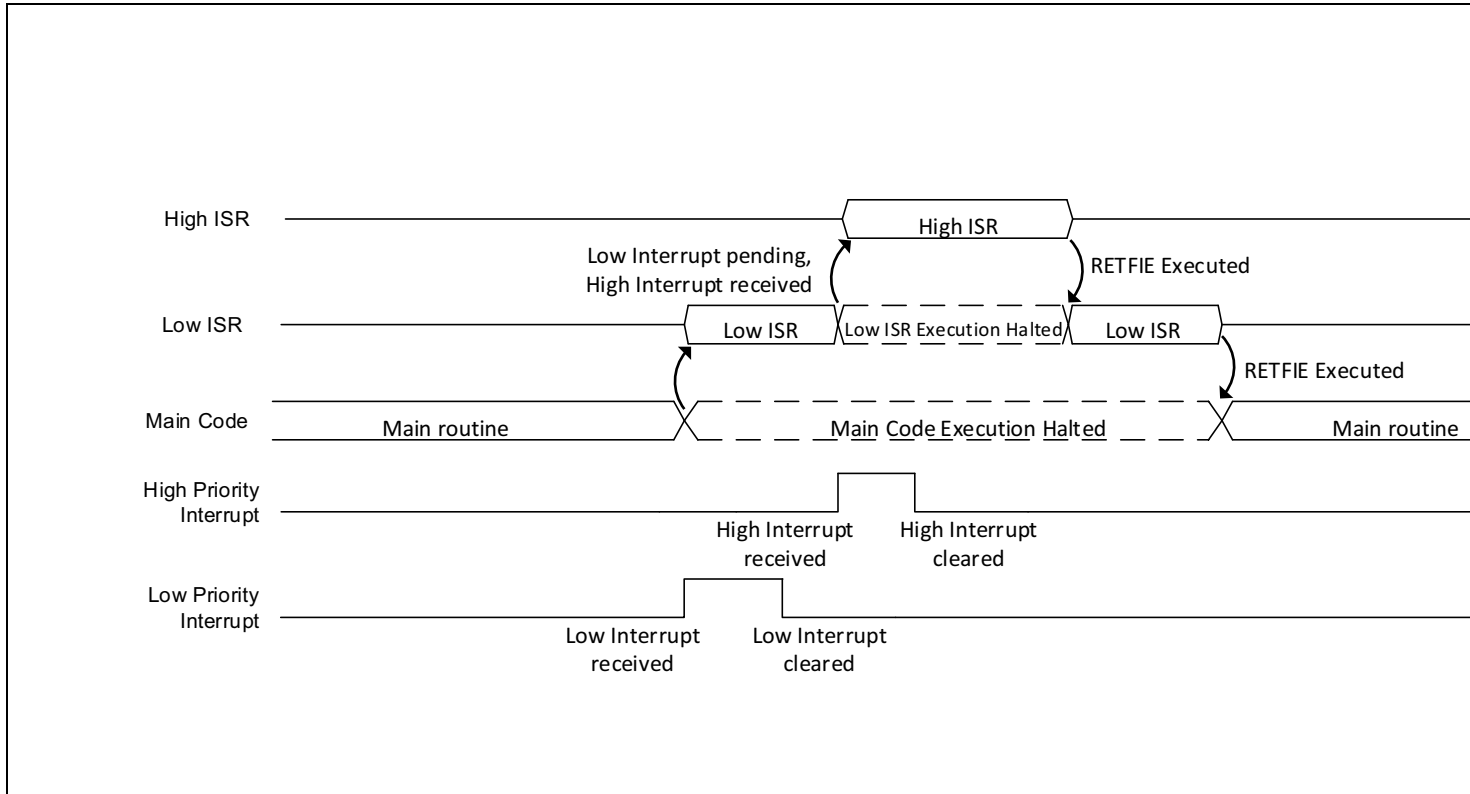 High ISR
High ISR
Low Interrupt pending,
High Interrupt received
RETFIE Executed
Low ISR
Low ISR
Low ISR Execution Halted
Low ISR
RETFIE Executed
Main Code
Main routine
Main Code Execution Halted
Main routine
High Priority
Interrupt
High Interrupt
received
High Interrupt
cleared
Low Priority
Interrupt
Low Interrupt
received
Low Interrupt
cleared